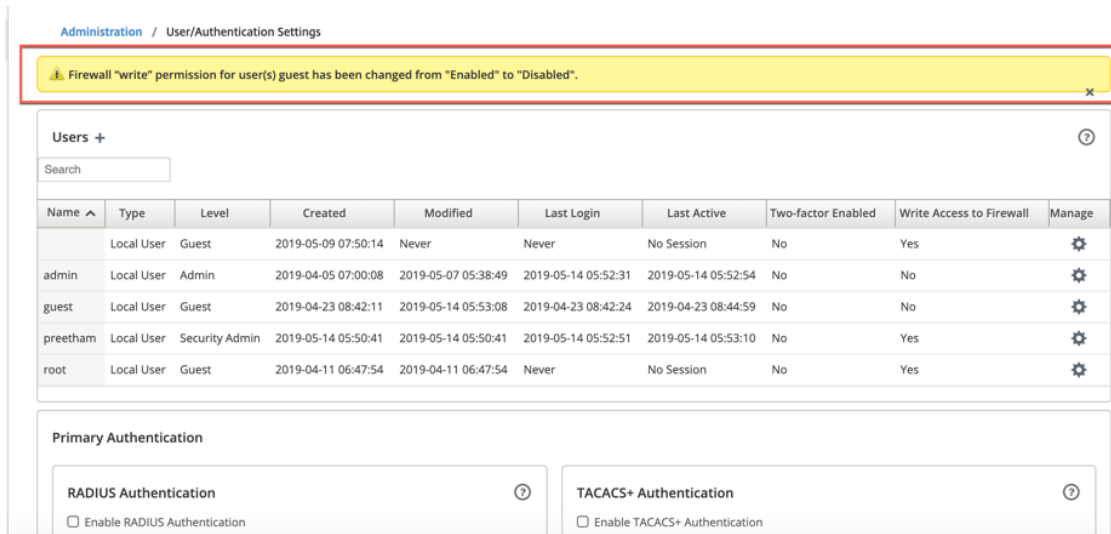 Administration / User/Authentication Settings
Firewall “write” permission for user(s) guest has been changed from "Enabled" to "Disabled".
Users +
Search
Name Type Level Created Modified Last Login Last Active Two-factor Enabled Write Access to Firewall Manage
Local User Guest 2019-05-09 07:50:14 Never Never No Session No Yes
admin Local User Admin 2019-04-05 07:00:08 2019-05-07 05:38:49 2019-05-14 05:52:31 2019-05-14 05:52:54 No No
guest Local User Guest 2019-04-23 08:42:11 2019-05-14 05:53:08 2019-04-23 08:42:24 2019-04-23 08:44:59 No No
preetham Local User Security Admin 2019-05-14 05:50:41 2019-05-14 05:50:41 2019-05-14 05:52:51 2019-05-14 05:53:10 No Yes
root Local User Guest 2019-04-11 06:47:54 2019-04-11 06:47:54 Never No Session No Yes
Primary Authentication
RADIUS Authentication
Enable RADIUS Authentication
TACACS+ Authentication
Enable TACACS+ Authentication